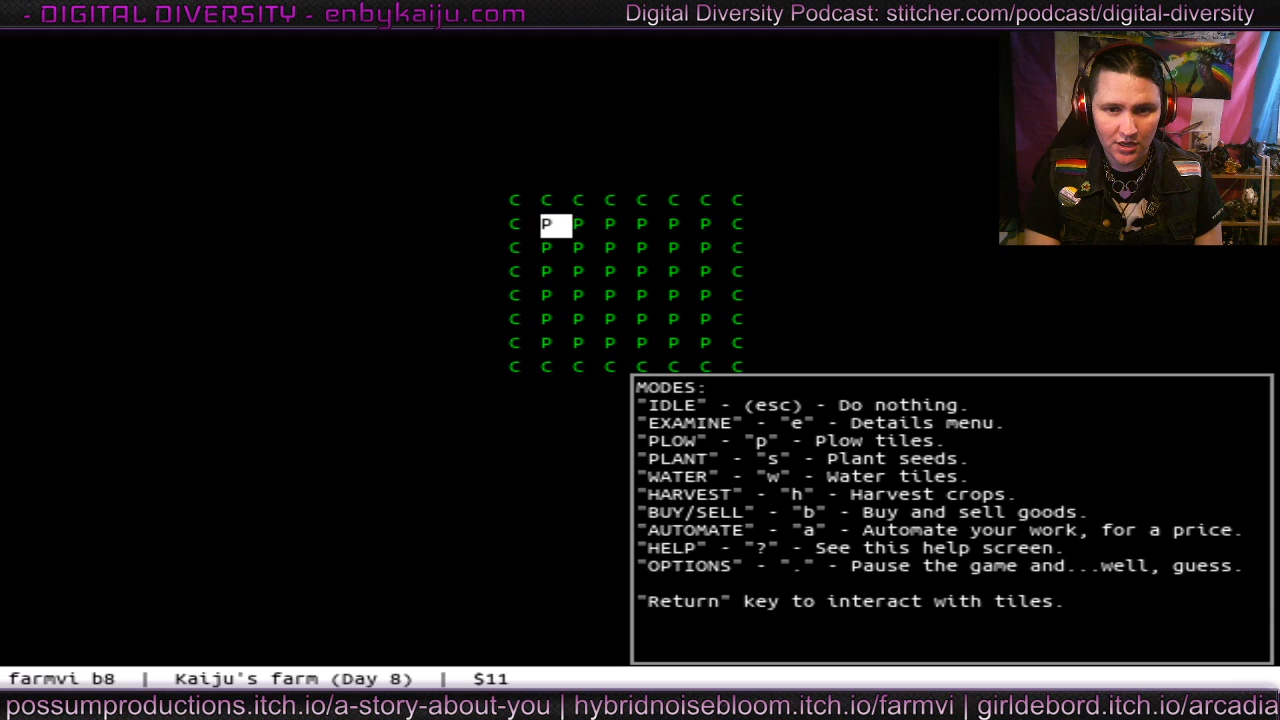 - DIGITAL DIVERSITY - enbykaiju.com
Digital Diversity Podcast: stitcher.com/podcast/digital-diversity
C C C C C C C C
C P P P P P P C
C P P P P P P C
C P P P P P P C
C P P P P P P C
C P P P P P P C
C P P P P P P C
C C C C C C C C
MODES:
"IDLE" - (esc) - Do nothing.
"EXAMINE" - "e" - Details menu.
"PLOW" - "p" - Plow tiles.
"PLANT" - "s" - Plant seeds.
"WATER" - "w" - Water tiles.
"HARVEST" - "h" - Harvest crops.
"BUY/SELL" - "b" - Buy and sell goods.
"AUTOMATE" - "a" - Automate your work, for a price.
"HELP" - "?" - See this help screen.
"OPTIONS" - "." - Pause the game and...well, guess.
"Return" key to interact with tiles.
farmvi b8 | Kaiju's farm (Day 8) | $11
possumproductions.itch.io/a-story-about-you | hybridnoisebloom.itch.io/farmvi | girldebord.itch.io/arcadia